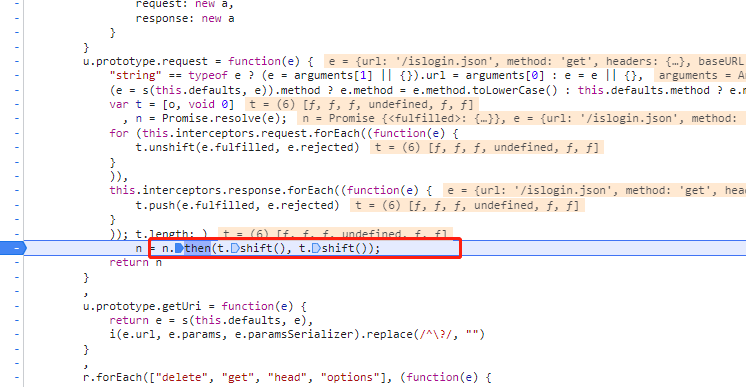 request: new a,
response: new a
}
}
u.prototype.request = function(e) { e = {url: '/islogin.json', method: 'get', headers: {…}, baseURL
"string" == typeof e ? (e = arguments[1] || {}).url = arguments[0] : e = e || {}, arguments = A
(e = s(this.defaults, e)).method ? e.method = e.method.toLowerCase() : this.defaults.method ? e.m
var t = [o, void 0] t = (6) [ƒ, ƒ, ƒ, undefined, ƒ, ƒ]
, n = Promise.resolve(e); n = Promise {<fulfilled>: {…}}, e = {url: '/islogin.json', method:
for (this.interceptors.request.forEach((function(e) {
t.unshift(e.fulfilled, e.rejected) t = (6) [ƒ, ƒ, ƒ, undefined, ƒ, ƒ]
}
)),
this.interceptors.response.forEach((function(e) { e = {url: '/islogin.json', method: 'get', hea
t.push(e.fulfilled, e.rejected) t = (6) [ƒ, ƒ, ƒ, undefined, ƒ, ƒ]
}
)); t.length; ) t = (6) [ƒ, ƒ, ƒ, undefined, ƒ, ƒ]
n = n.then(t.shift(), t.shift());
return n
}
,
u.prototype.getUri = function(e) {
return e = s(this.defaults, e),
i(e.url, e.params, e.paramsSerializer).replace(/^\?/, "")
}
,
r.forEach(["delete", "get", "head", "options"], (function(e) {